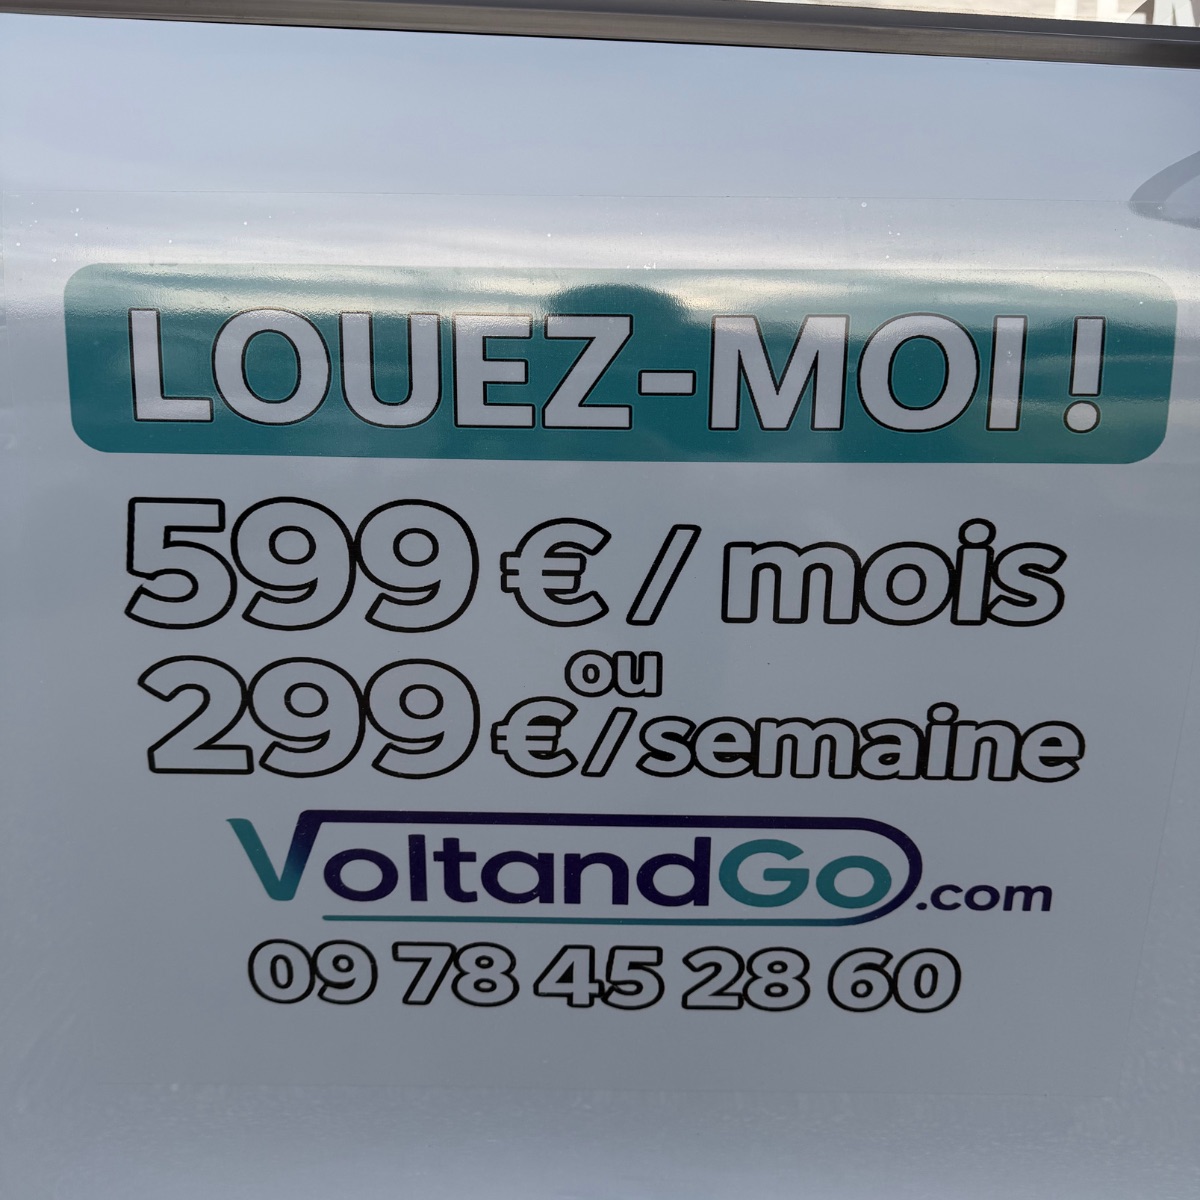 LOUEZ-MOI !
599 € / mois
ou
299 €/semaine
VoltandGo.com
09 78 45 28 60